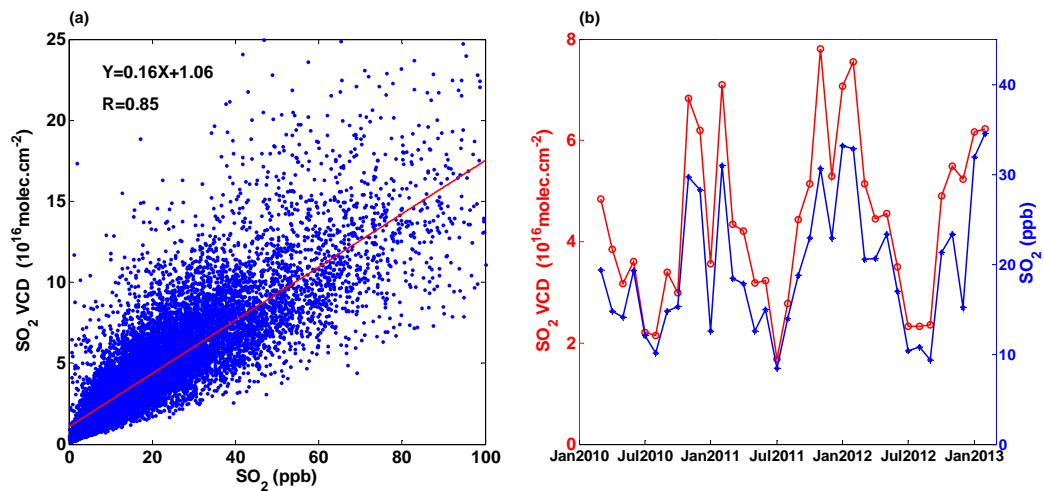 (a)
25
20
15
10
5
0
0 20 40 60 80 100
SO2 VCD (10^16molec.cm^-2)
SO2 (ppb)
Y=0.16X+1.06
R=0.85
(b)
8
6
4
2
0
SO2 VCD (10^16molec.cm^-2)
40
30
20
10
0
SO2 (ppb)
Jan2010 Jul2010 Jan2011 Jul2011 Jan2012 Jul2012 Jan2013